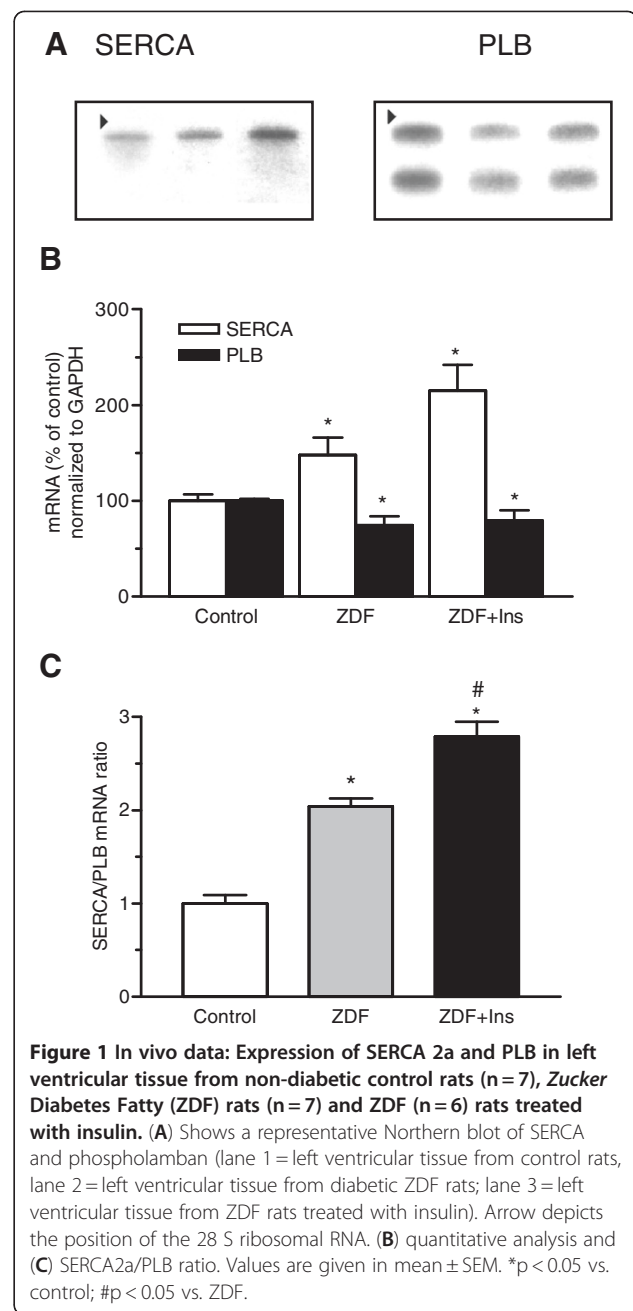 A SERCA PLB
B
300
200
100
0
mRNA (% of control)
normalized to GAPDH
SERCA
PLB
*
*
*
*
Control ZDF ZDF+Ins
C
3
2
1
0
SERCA/PLB mRNA ratio
*
#
*
Control ZDF ZDF+Ins
Figure 1 In vivo data: Expression of SERCA 2a and PLB in left
ventricular tissue from non-diabetic control rats (n = 7), Zucker
Diabetes Fatty (ZDF) rats (n = 7) and ZDF (n = 6) rats treated
with insulin. (A) Shows a representative Northern blot of SERCA
and phospholamban (lane 1 = left ventricular tissue from control rats,
lane 2 = left ventricular tissue from diabetic ZDF rats; lane 3 = left
ventricular tissue from ZDF rats treated with insulin). Arrow depicts
the position of the 28 S ribosomal RNA. (B) quantitative analysis and
(C) SERCA2a/PLB ratio. Values are given in mean ± SEM. *p < 0.05 vs.
control; #p < 0.05 vs. ZDF.